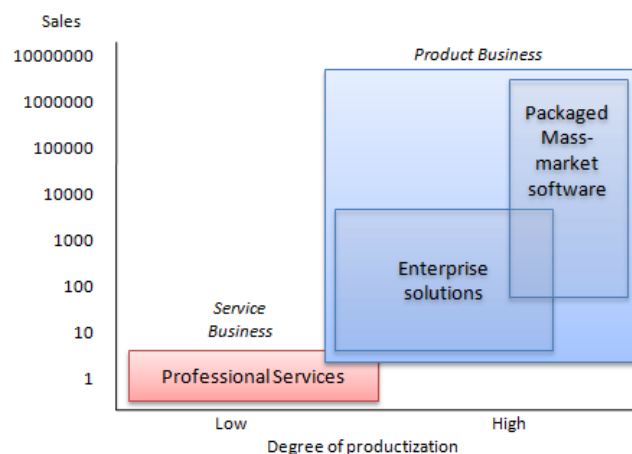 Sales
10000000
1000000
100000
10000
1000
100
10
1
Product Business
Packaged
Mass-
market
software
Enterprise
solutions
Service
Business
Professional Services
Low
High
Degree of productization